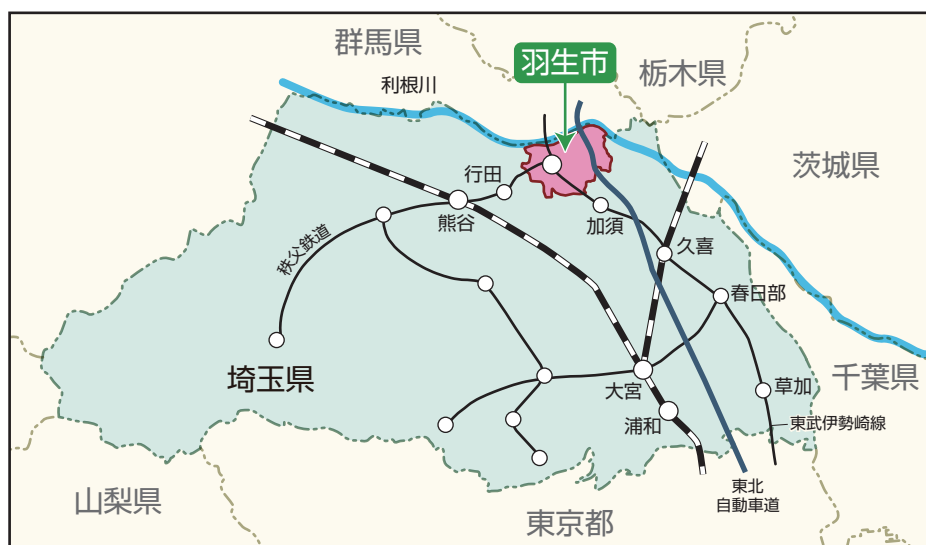 群馬県
羽生市
栃木県
利根川
茨城県
行田
加須
熊谷
久喜
秩父鉄道
春日部
埼玉県
大宮
草加
千葉県
浦和
東武伊勢崎線
東北
自動車道
山梨県
東京都